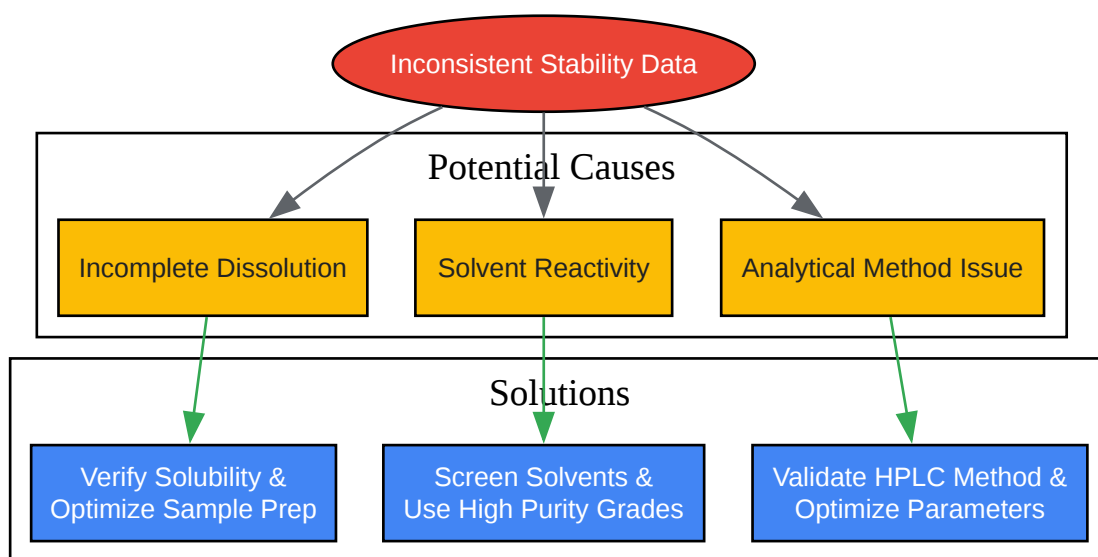 Inconsistent Stability Data
Potential Causes
Incomplete Dissolution
Solvent Reactivity
Analytical Method Issue
Solutions
Verify Solubility &
Optimize Sample Prep
Screen Solvents &
Use High Purity Grades
Validate HPLC Method &
Optimize Parameters